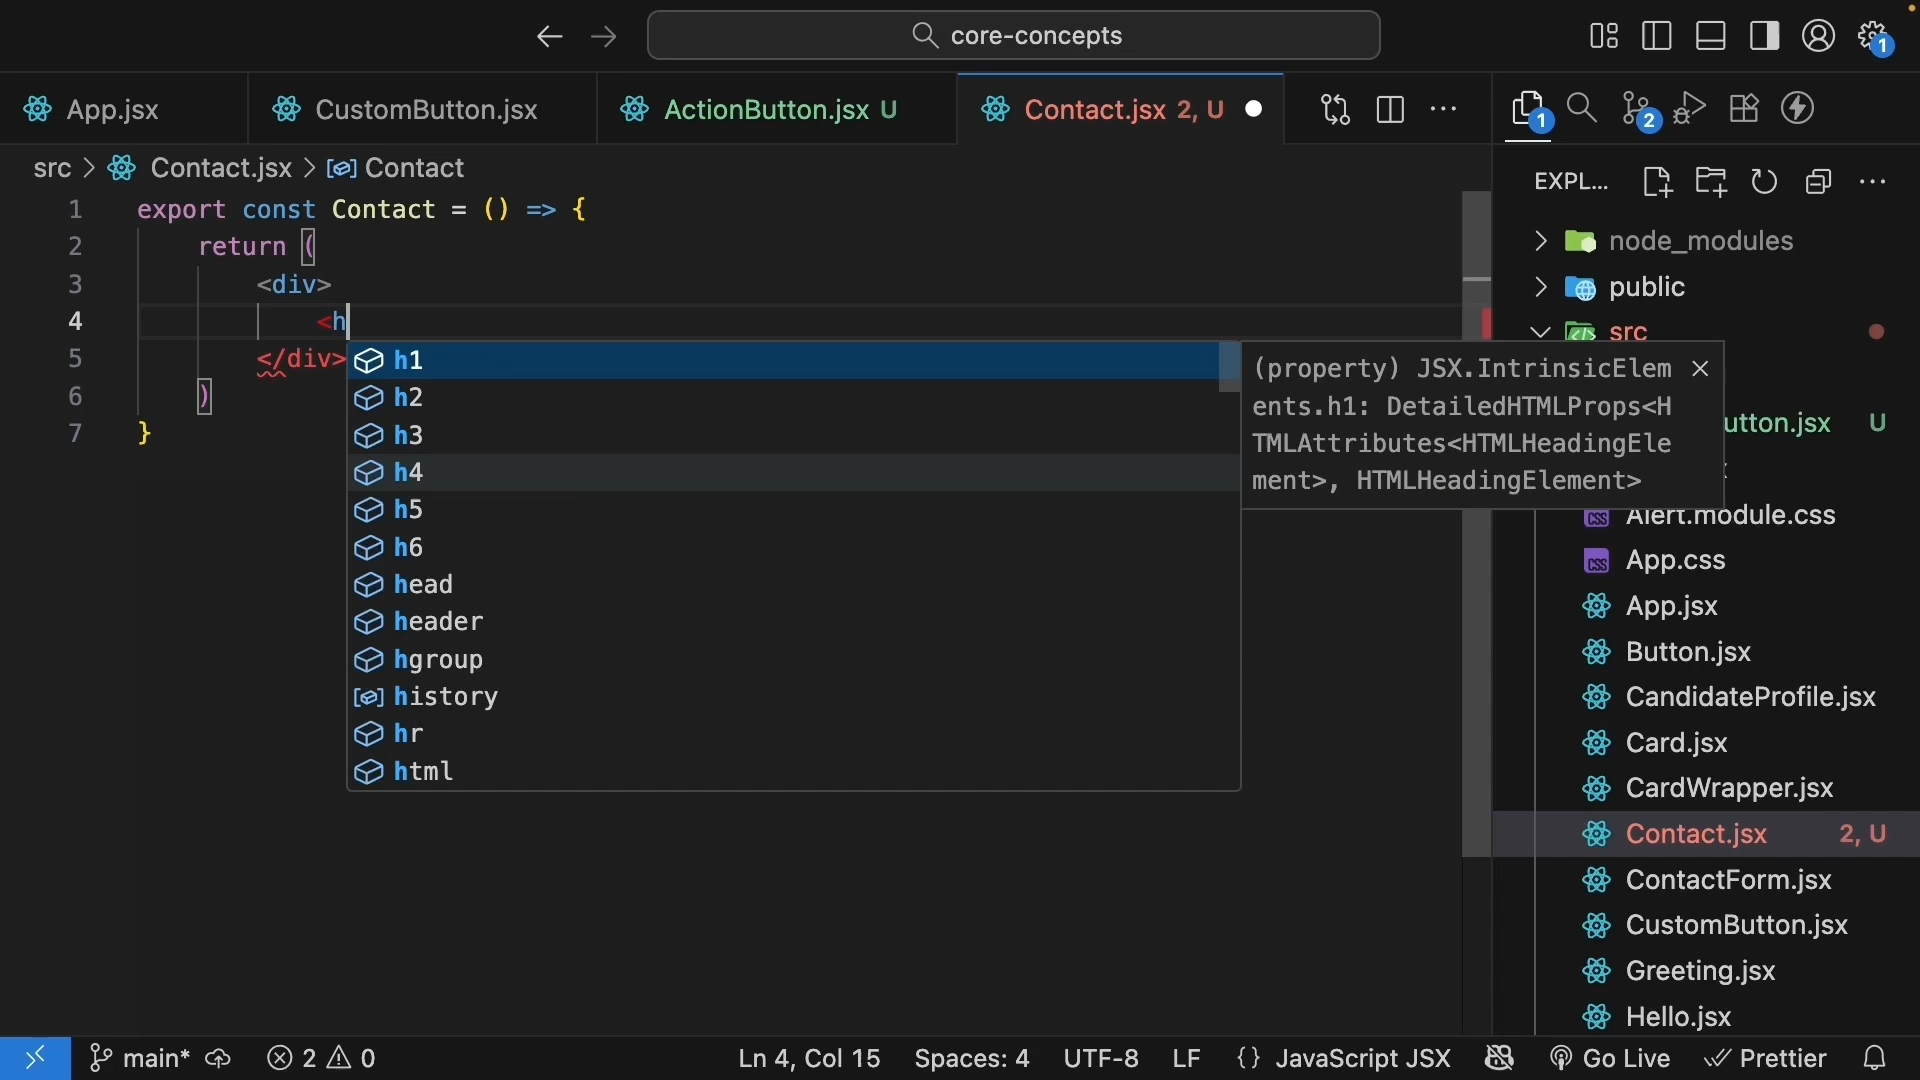 core-concepts
1
App.jsx
CustomButton.jsx
ActionButton.jsx U
Contact.jsx 2, U
1
2
src > Contact.jsx > Contact
EXPL...
1 export const Contact = () => {
2 return (
3 <div>
4 <h
5 </div>
6 )
7 }
h1
h2
h3
h4
h5
h6
head
header
hgroup
history
hr
html
(property) JSX.IntrinsicElem
ents.h1: DetailedHTMLProps<H
TMLAttributes<HTMLHeadingEle
ment>, HTMLHeadingElement>
node_modules
public
src
utton.jsx U
Alert.module.css
App.css
App.jsx
Button.jsx
CandidateProfile.jsx
Card.jsx
CardWrapper.jsx
Contact.jsx 2, U
ContactForm.jsx
CustomButton.jsx
Greeting.jsx
Hello.jsx
main* 2 0 Ln 4, Col 15 Spaces: 4 UTF-8 LF {} JavaScript JSX Go Live Prettier